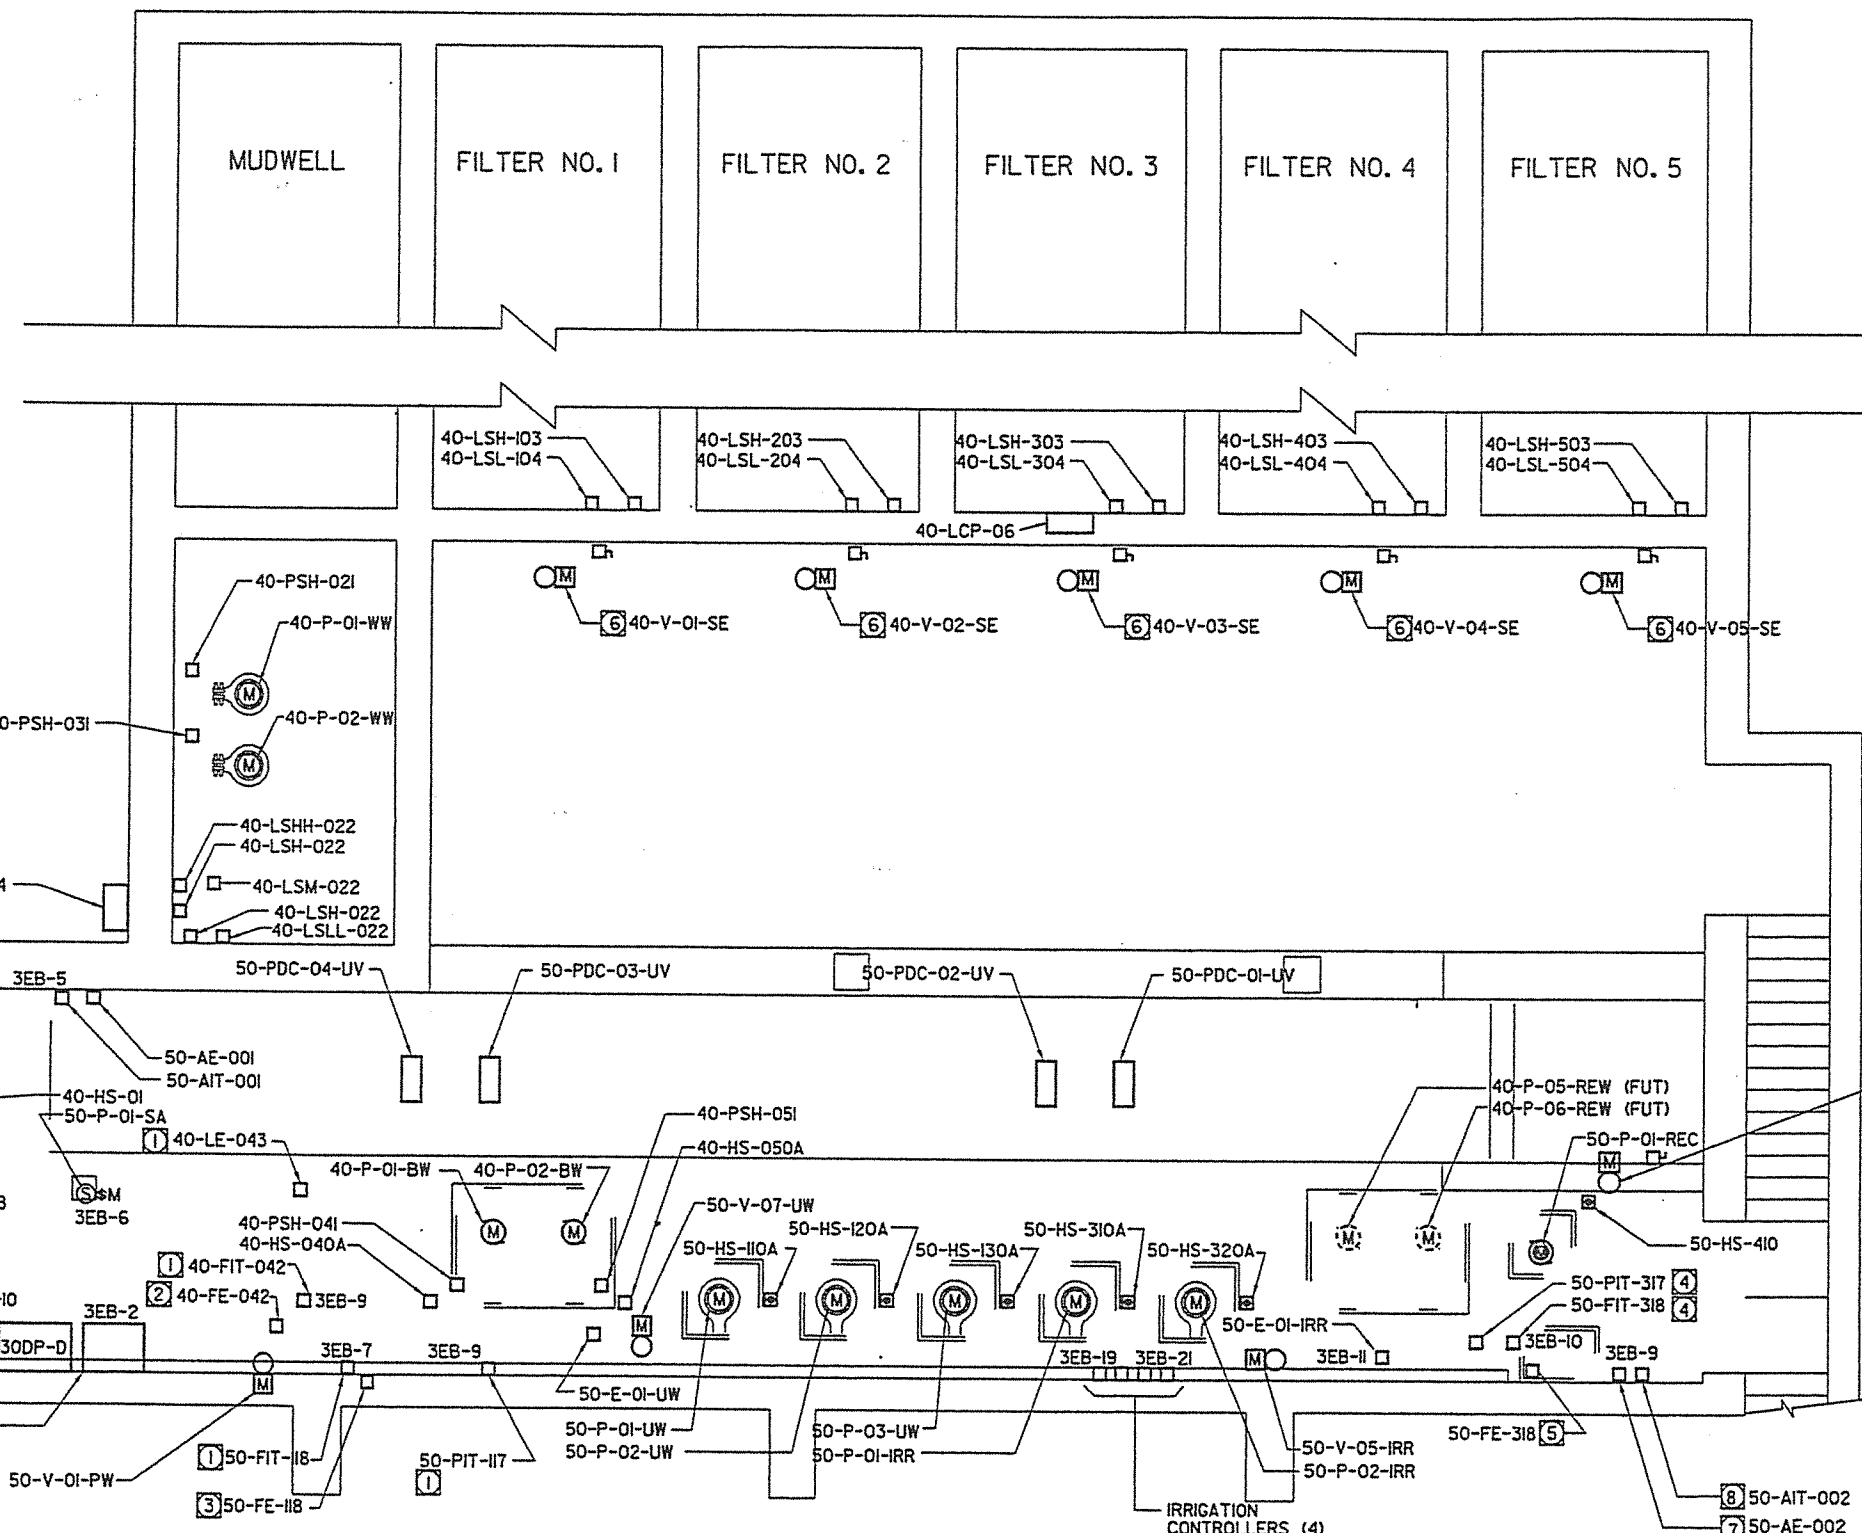 MUDWELL
FILTER NO. 1
FILTER NO. 2
FILTER NO. 3
FILTER NO. 4
FILTER NO. 5
40-LSH-103
40-LSL-104
40-LSH-203
40-LSL-204
40-LSH-303
40-LSL-304
40-LSH-403
40-LSL-404
40-LSH-503
40-LSL-504
40-LCP-06
M
M
M
M
M
6 40-V-01-SE
6 40-V-02-SE
6 40-V-03-SE
6 40-V-04-SE
6 40-V-05-SE
40-PSH-021
40-P-01-WW
M
0-PSH-031
40-P-02-WW
M
40-LSHH-022
40-LSH-022
4
40-LSM-022
40-LSH-022
40-LSLL-022
3EB-5
50-PDC-04-UV
50-PDC-03-UV
50-PDC-02-UV
50-PDC-01-UV
50-AE-001
50-AIT-001
40-HS-01
50-P-01-SA
1 40-LE-043
40-PSH-051
40-HS-050A
40-P-05-REW (FUT)
40-P-06-REW (FUT)
50-P-01-REC
M
40-P-01-BW
40-P-02-BW
S $M
3EB-6
50-V-07-UW
40-PSH-041
40-HS-040A
M
M
50-HS-110A
50-HS-120A
50-HS-130A
50-HS-310A
50-HS-320A
M
M
M
50-HS-410
1 40-FIT-042
2 40-FE-042
3EB-9
50-PIT-317 4
50-FIT-318 4
-10
3EB-2
30DP-D
M
M
M
M
M
M
50-E-01-IRR
3EB-10
3EB-7
3EB-9
3EB-19
3EB-21
M
3EB-11
3EB-9
M
50-E-01-UW
50-P-01-UW
50-P-02-UW
50-P-03-UW
50-P-01-IRR
50-V-05-IRR
50-P-02-IRR
50-FE-318 5
50-V-01-PW
1 50-FIT-118
50-PIT-117
1
3 50-FE-118
8 50-AIT-002
7 50-AE-002
IRRIGATION
CONTROLLERS (4)